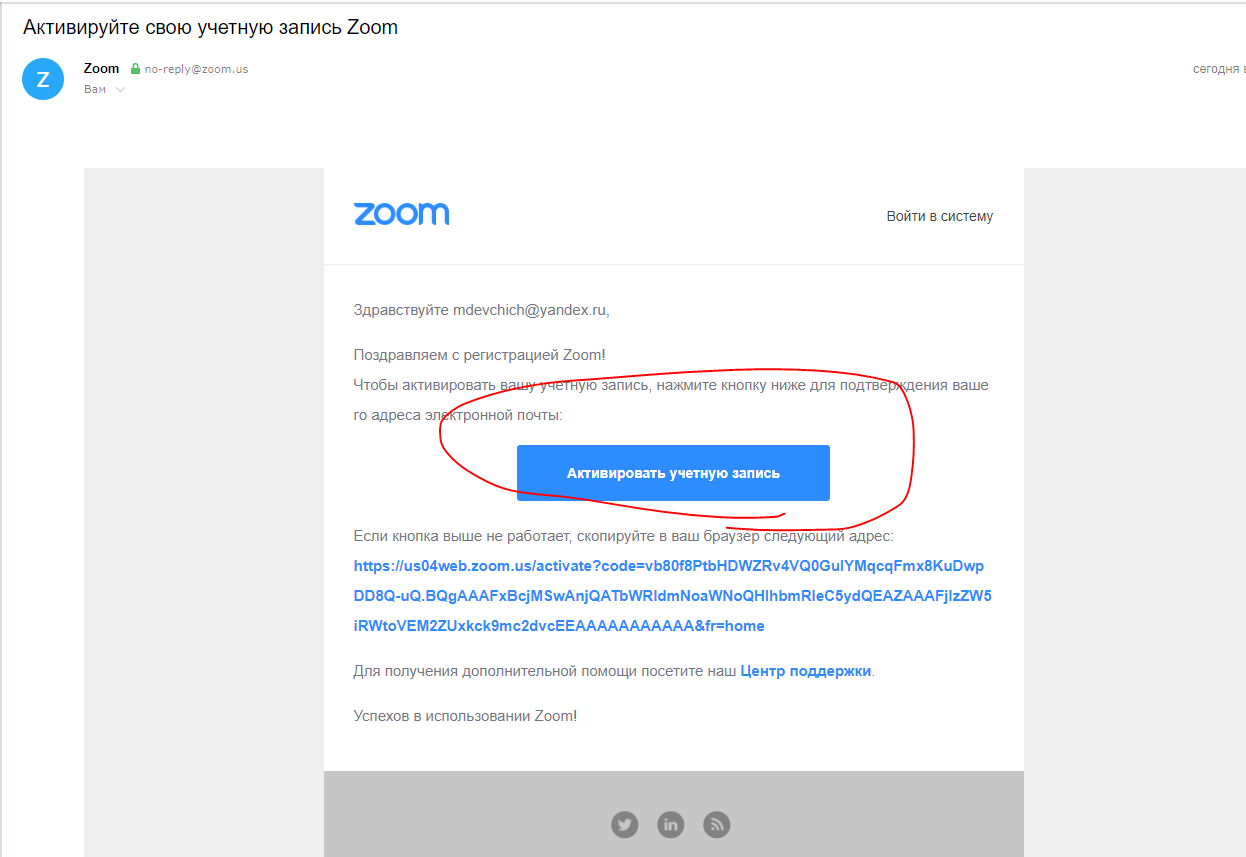 Активируйте свою учетную запись Zoom
Z
Zoom no-reply@zoom.us
сегодня в
Вам
zoom
Войти в систему
Здравствуйте mdevchich@yandex.ru,
Поздравляем с регистрацией Zoom!
Чтобы активировать вашу учетную запись, нажмите кнопку ниже для подтверждения ваше
го адреса электронной почты:
Активировать учетную запись
Если кнопка выше не работает, скопируйте в ваш браузер следующий адрес:
https://us04web.zoom.us/activate?code=vb80f8PtbHDWZRv4VQ0GulYMqcqFmx8KuDwp
DD8Q-uQ.BQgAAAFxBcjMSwAnjQATbWRldmNoaWNoQHlhbmRleC5ydQEAZAAAFjlzZW5
iRWtoVEM2ZUxkck9mc2dvcEEAAAAAAAAAAA&fr=home
Для получения дополнительной помощи посетите наш Центр поддержки.
Успехов в использовании Zoom!
in